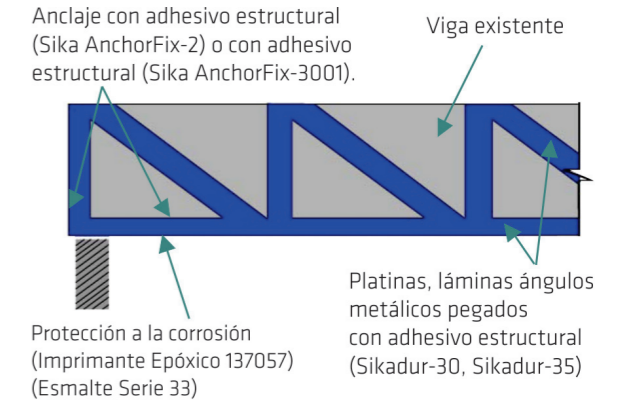 Anclaje con adhesivo estructural
(Sika AnchorFix-2) o con adhesivo
estructural (Sika AnchorFix-3001).
Viga existente
Platinas, láminas ángulos
metálicos pegados
con adhesivo estructural
(Sikadur-30, Sikadur-35)
Protección a la corrosión
(Imprimante Epóxico 137057)
(Esmalte Serie 33)